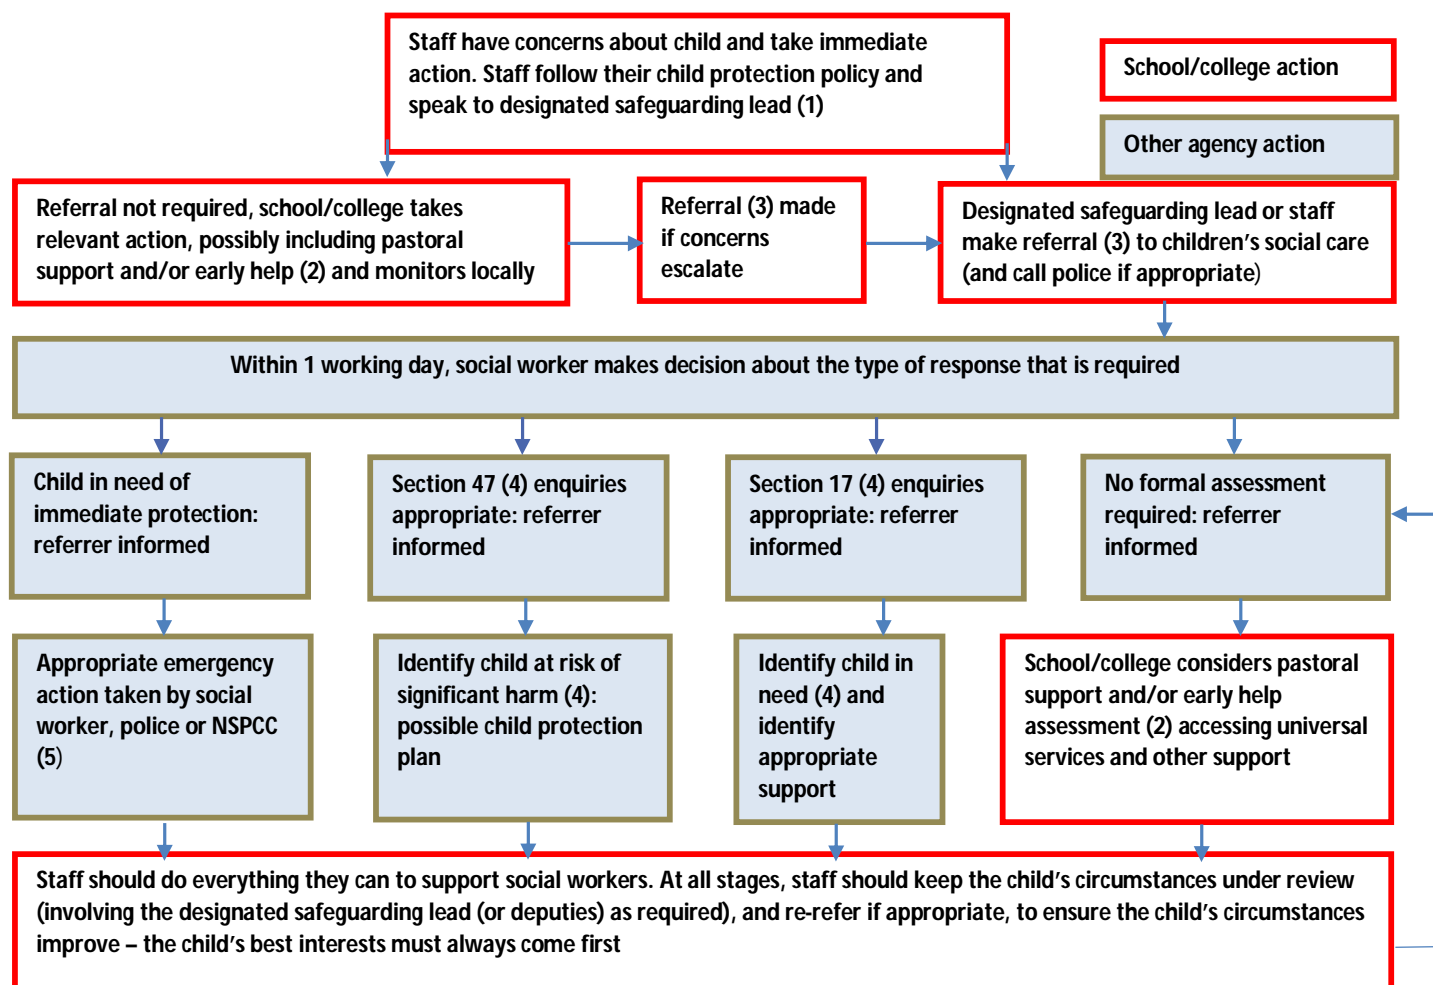 Staff have concerns about child and take immediate
action. Staff follow their child protection policy and
speak to designated safeguarding lead (1)
School/college action
Other agency action
Referral not required, school/college takes
relevant action, possibly including pastoral
support and/or early help (2) and monitors locally
Referral (3) made
if concerns
escalate
Designated safeguarding lead or staff
make referral (3) to children’s social care
(and call police if appropriate)
Within 1 working day, social worker makes decision about the type of response that is required
Child in need of
immediate protection:
referrer informed
Section 47 (4) enquiries
appropriate: referrer
informed
Section 17 (4) enquiries
appropriate: referrer
informed
No formal assessment
required: referrer
informed
Appropriate emergency
action taken by social
worker, police or NSPCC
(5)
Identify child at risk of
significant harm (4):
possible child protection
plan
Identify child in
need (4) and
identify
appropriate
support
School/college considers pastoral
support and/or early help
assessment (2) accessing universal
services and other support
Staff should do everything they can to support social workers. At all stages, staff should keep the child’s circumstances under review
(involving the designated safeguarding lead (or deputies) as required), and re-refer if appropriate, to ensure the child’s circumstances
improve – the child’s best interests must always come first